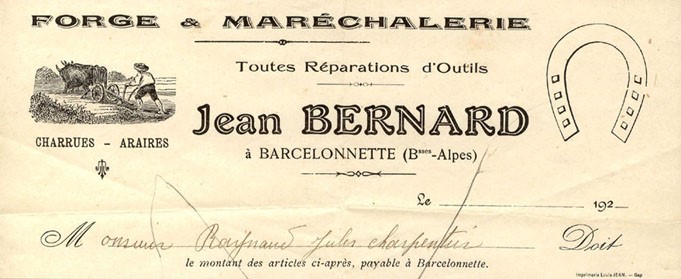 FORGE & MARÉCHALERIE
Toutes Réparations d'Outils
CHARRUES - ARAIRES
Jean BERNARD
à BARCELONNETTE (Bsses-Alpes)
Le 192
Monsieur Raynaud Jules charpentier Doit
le montant des articles ci-après, payable à Barcelonnette.
Imprimerie Louis JEAN. — Gap